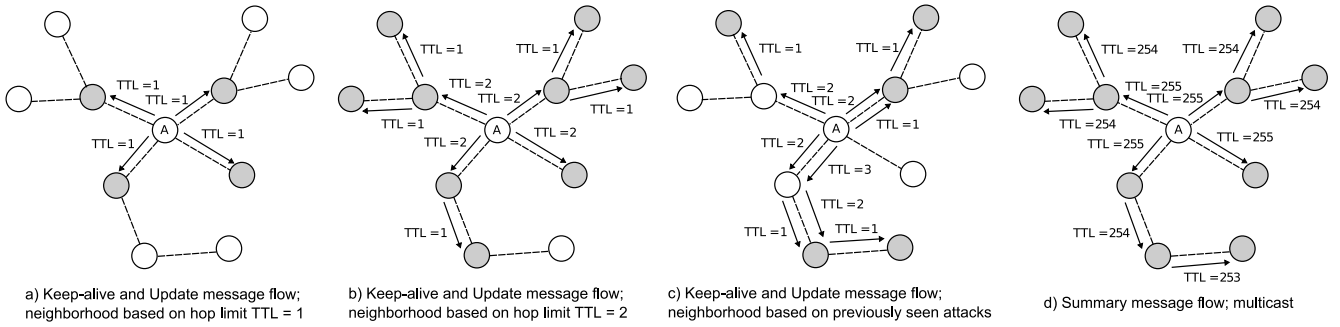 TTL =1
TTL =1
A
TTL =1
TTL =1
a) Keep-alive and Update message flow;
neighborhood based on hop limit TTL = 1
TTL =1
TTL =1
TTL =2
TTL =2
TTL =1
TTL =1
A
TTL =2
TTL =2
TTL =1
b) Keep-alive and Update message flow;
neighborhood based on hop limit TTL = 2
TTL =1
TTL =1
TTL =2
TTL =2
TTL =1
A
TTL =2
TTL =3
TTL =2
TTL =1
TTL =1
c) Keep-alive and Update message flow;
neighborhood based on previously seen attacks
TTL =254
TTL =254
TTL =255
TTL =255
TTL =254
TTL =254
A
TTL =255
TTL =255
TTL =254
TTL =253
d) Summary message flow; multicast